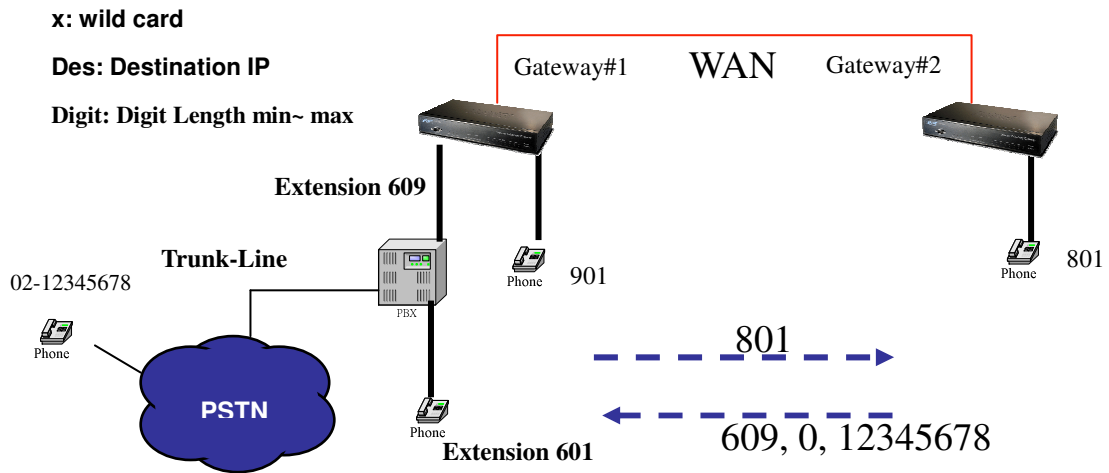 x: wild card
Des: Destination IP
Digit: Digit Length min~ max
Gateway#1
WAN
Gateway#2
Extension 609
Trunk-Line
02-12345678
Phone
PBX
Phone
901
Phone
801
PSTN
Phone
Extension 601
801
609, 0, 12345678